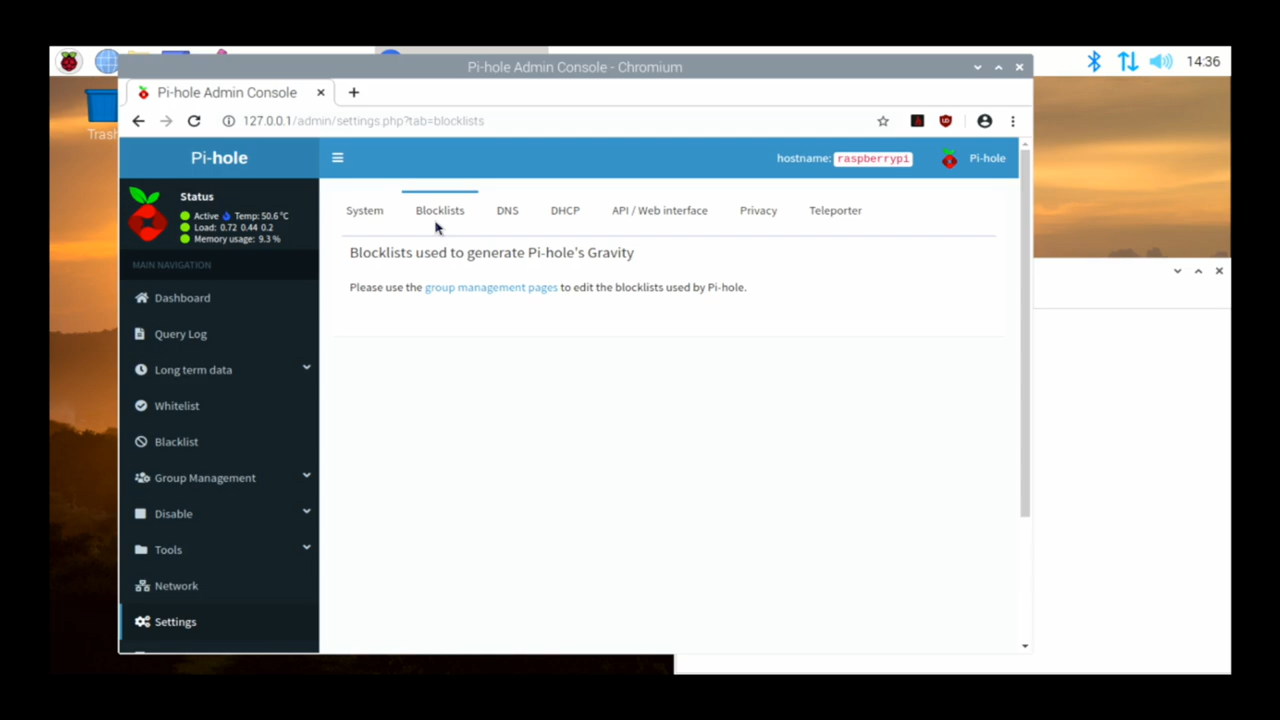 14:36
Pi-hole Admin Console - Chromium
Pi-hole Admin Console
127.0.0.1/admin/settings.php?tab=blocklists
Trash
Pi-hole
hostname: raspberrypi
Pi-hole
Status
Active Temp: 50.6 °C
Load: 0.72 0.44 0.2
Memory usage: 9.3 %
MAIN NAVIGATION
Dashboard
Query Log
Long term data
Whitelist
Blacklist
Group Management
Disable
Tools
Network
Settings
System Blocklists DNS DHCP API / Web interface Privacy Teleporter
Blocklists used to generate Pi-hole's Gravity
Please use the group management pages to edit the blocklists used by Pi-hole.